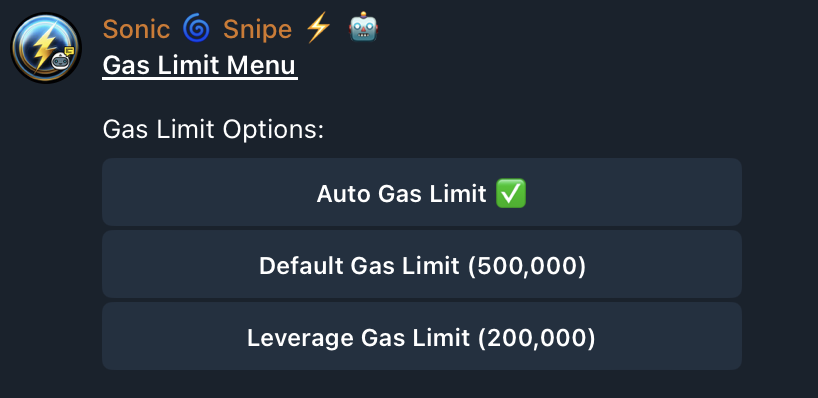 Sonic 🌀 Snipe ⚡ 🤖
Gas Limit Menu
Gas Limit Options:
Auto Gas Limit ✅
Default Gas Limit (500,000)
Leverage Gas Limit (200,000)